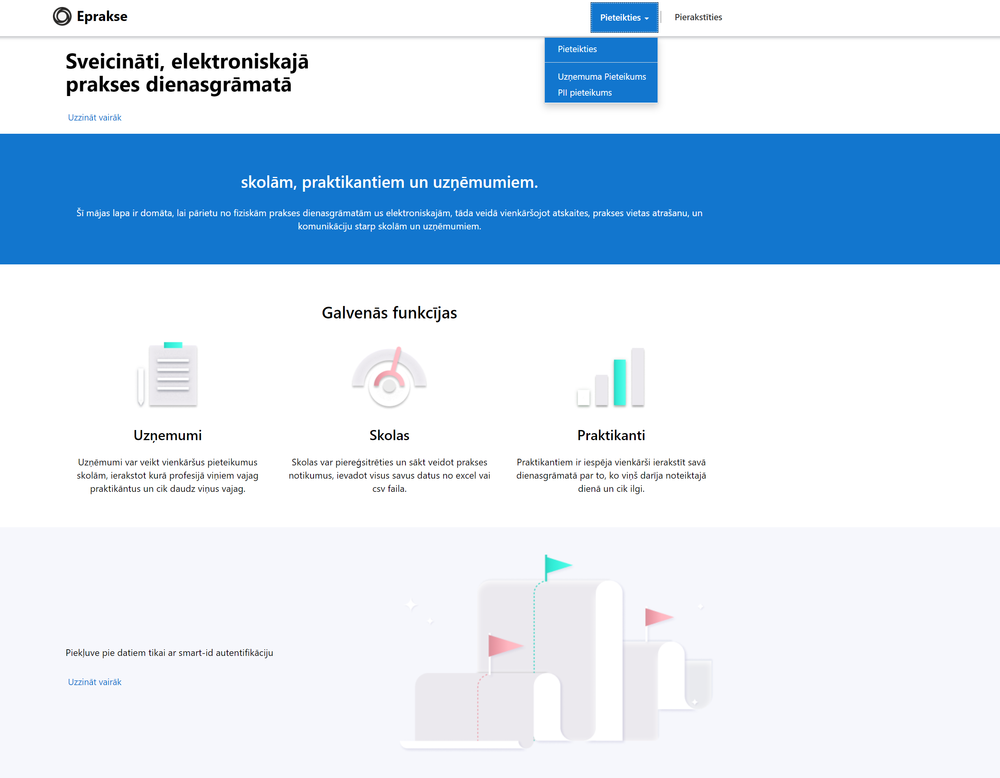 Eprakse
Pieteikties
Pierakstīties
Pieteikties
Uzņemuma Pieteikums
PII pieteikums
Sveicināti, elektroniskajā
prakses dienasgrāmatā
Uzzināt vairāk
skolām, praktikantiem un uzņēmumiem.
Šī mājas lapa ir domāta, lai pārietu no fiziskām prakses dienasgrāmatām us elektroniskajām, tāda veidā vienkāršojot atskaites, prakses vietas atrašanu, un
komunikāciju starp skolām un uzņēmumiem.
Galvenās funkcījas
Uzņemumi
Uzņēmumi var veikt vienkāršus pieteikumus
skolām, ierakstot kurā profesijā viņiem vajag
praktikāntus un cik daudz viņus vajag.
Skolas
Skolas var piereģsitrēties un sākt veidot prakses
notikumus, ievadot visus savus datus no excel vai
csv faila.
Praktikanti
Praktikantiem ir iespēja vienkārši ierakstīt savā
dienasgrāmatā par to, ko viņš darīja noteiktajā
dienā un cik ilgi.
Piekļuve pie datiem tikai ar smart-id autentifikāciju
Uzzināt vairāk